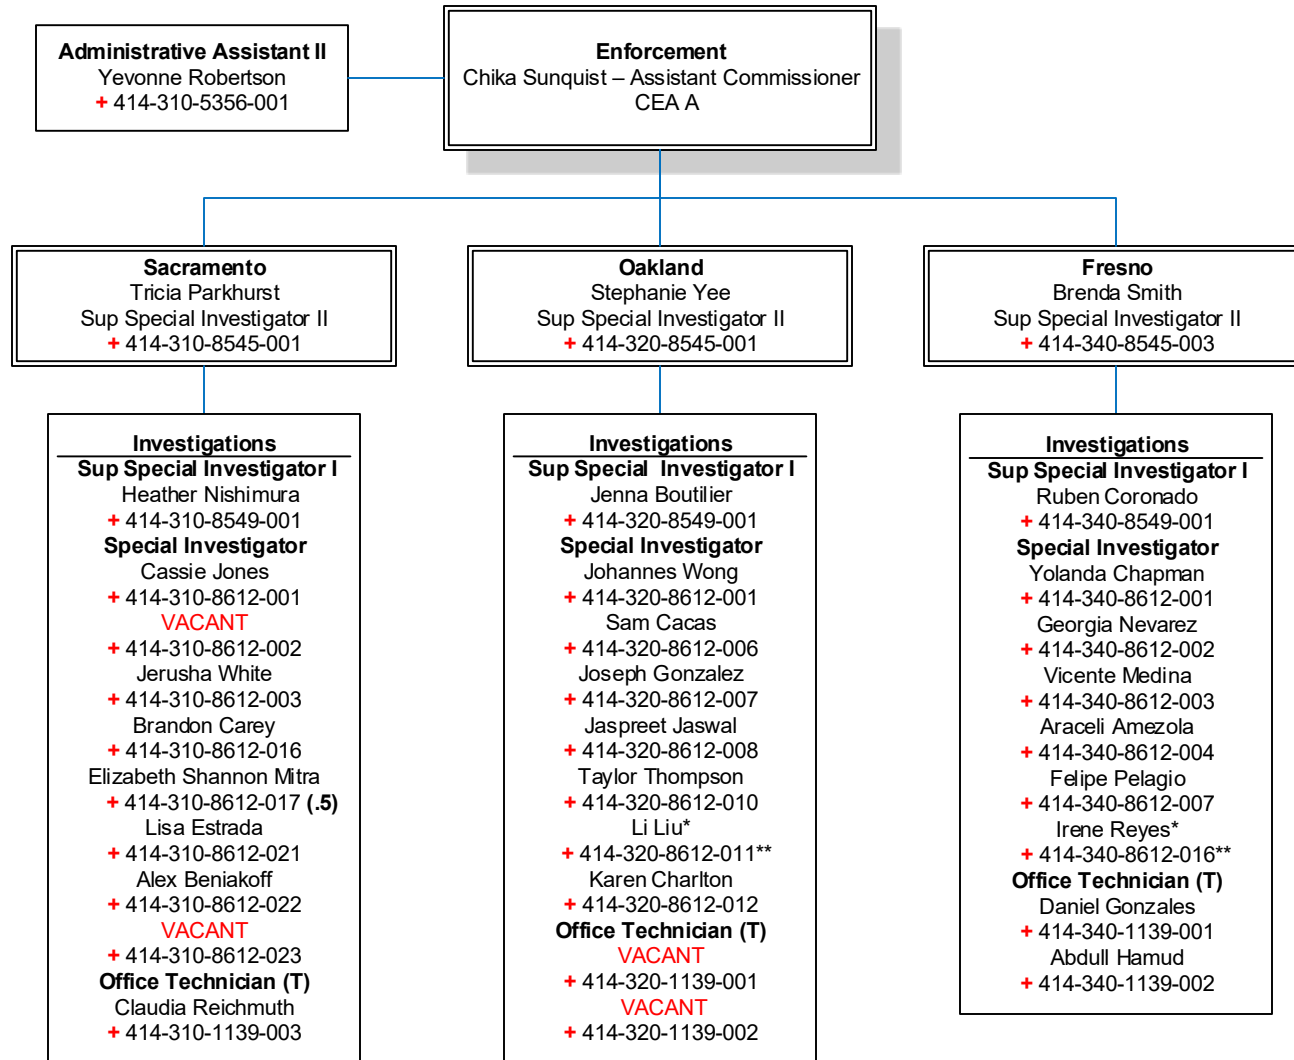 Administrative Assistant II
Yevonne Robertson
+ 414-310-5356-001
Enforcement
Chika Sunquist – Assistant Commissioner
CEA A
Sacramento
Tricia Parkhurst
Sup Special Investigator II
+ 414-310-8545-001
Oakland
Stephanie Yee
Sup Special Investigator II
+ 414-320-8545-001
Fresno
Brenda Smith
Sup Special Investigator II
+ 414-340-8545-003
Investigations
Sup Special Investigator I
Heather Nishimura
+ 414-310-8549-001
Special Investigator
Cassie Jones
+ 414-310-8612-001
VACANT
+ 414-310-8612-002
Jerusha White
+ 414-310-8612-003
Brandon Carey
+ 414-310-8612-016
Elizabeth Shannon Mitra
+ 414-310-8612-017 (.5)
Lisa Estrada
+ 414-310-8612-021
Alex Beniakoff
+ 414-310-8612-022
VACANT
+ 414-310-8612-023
Office Technician (T)
Claudia Reichmuth
+ 414-310-1139-003
Investigations
Sup Special Investigator I
Jenna Boutilier
+ 414-320-8549-001
Special Investigator
Johannes Wong
+ 414-320-8612-001
Sam Cacas
+ 414-320-8612-006
Joseph Gonzalez
+ 414-320-8612-007
Jaspreet Jaswal
+ 414-320-8612-008
Taylor Thompson
+ 414-320-8612-010
Li Liu*
+ 414-320-8612-011**
Karen Charlton
+ 414-320-8612-012
Office Technician (T)
VACANT
+ 414-320-1139-001
VACANT
+ 414-320-1139-002
Investigations
Sup Special Investigator I
Ruben Coronado
+ 414-340-8549-001
Special Investigator
Yolanda Chapman
+ 414-340-8612-001
Georgia Nevarez
+ 414-340-8612-002
Vicente Medina
+ 414-340-8612-003
Araceli Amezola
+ 414-340-8612-004
Felipe Pelagio
+ 414-340-8612-007
Irene Reyes*
+ 414-340-8612-016**
Office Technician (T)
Daniel Gonzales
+ 414-340-1139-001
Abdull Hamud
+ 414-340-1139-002